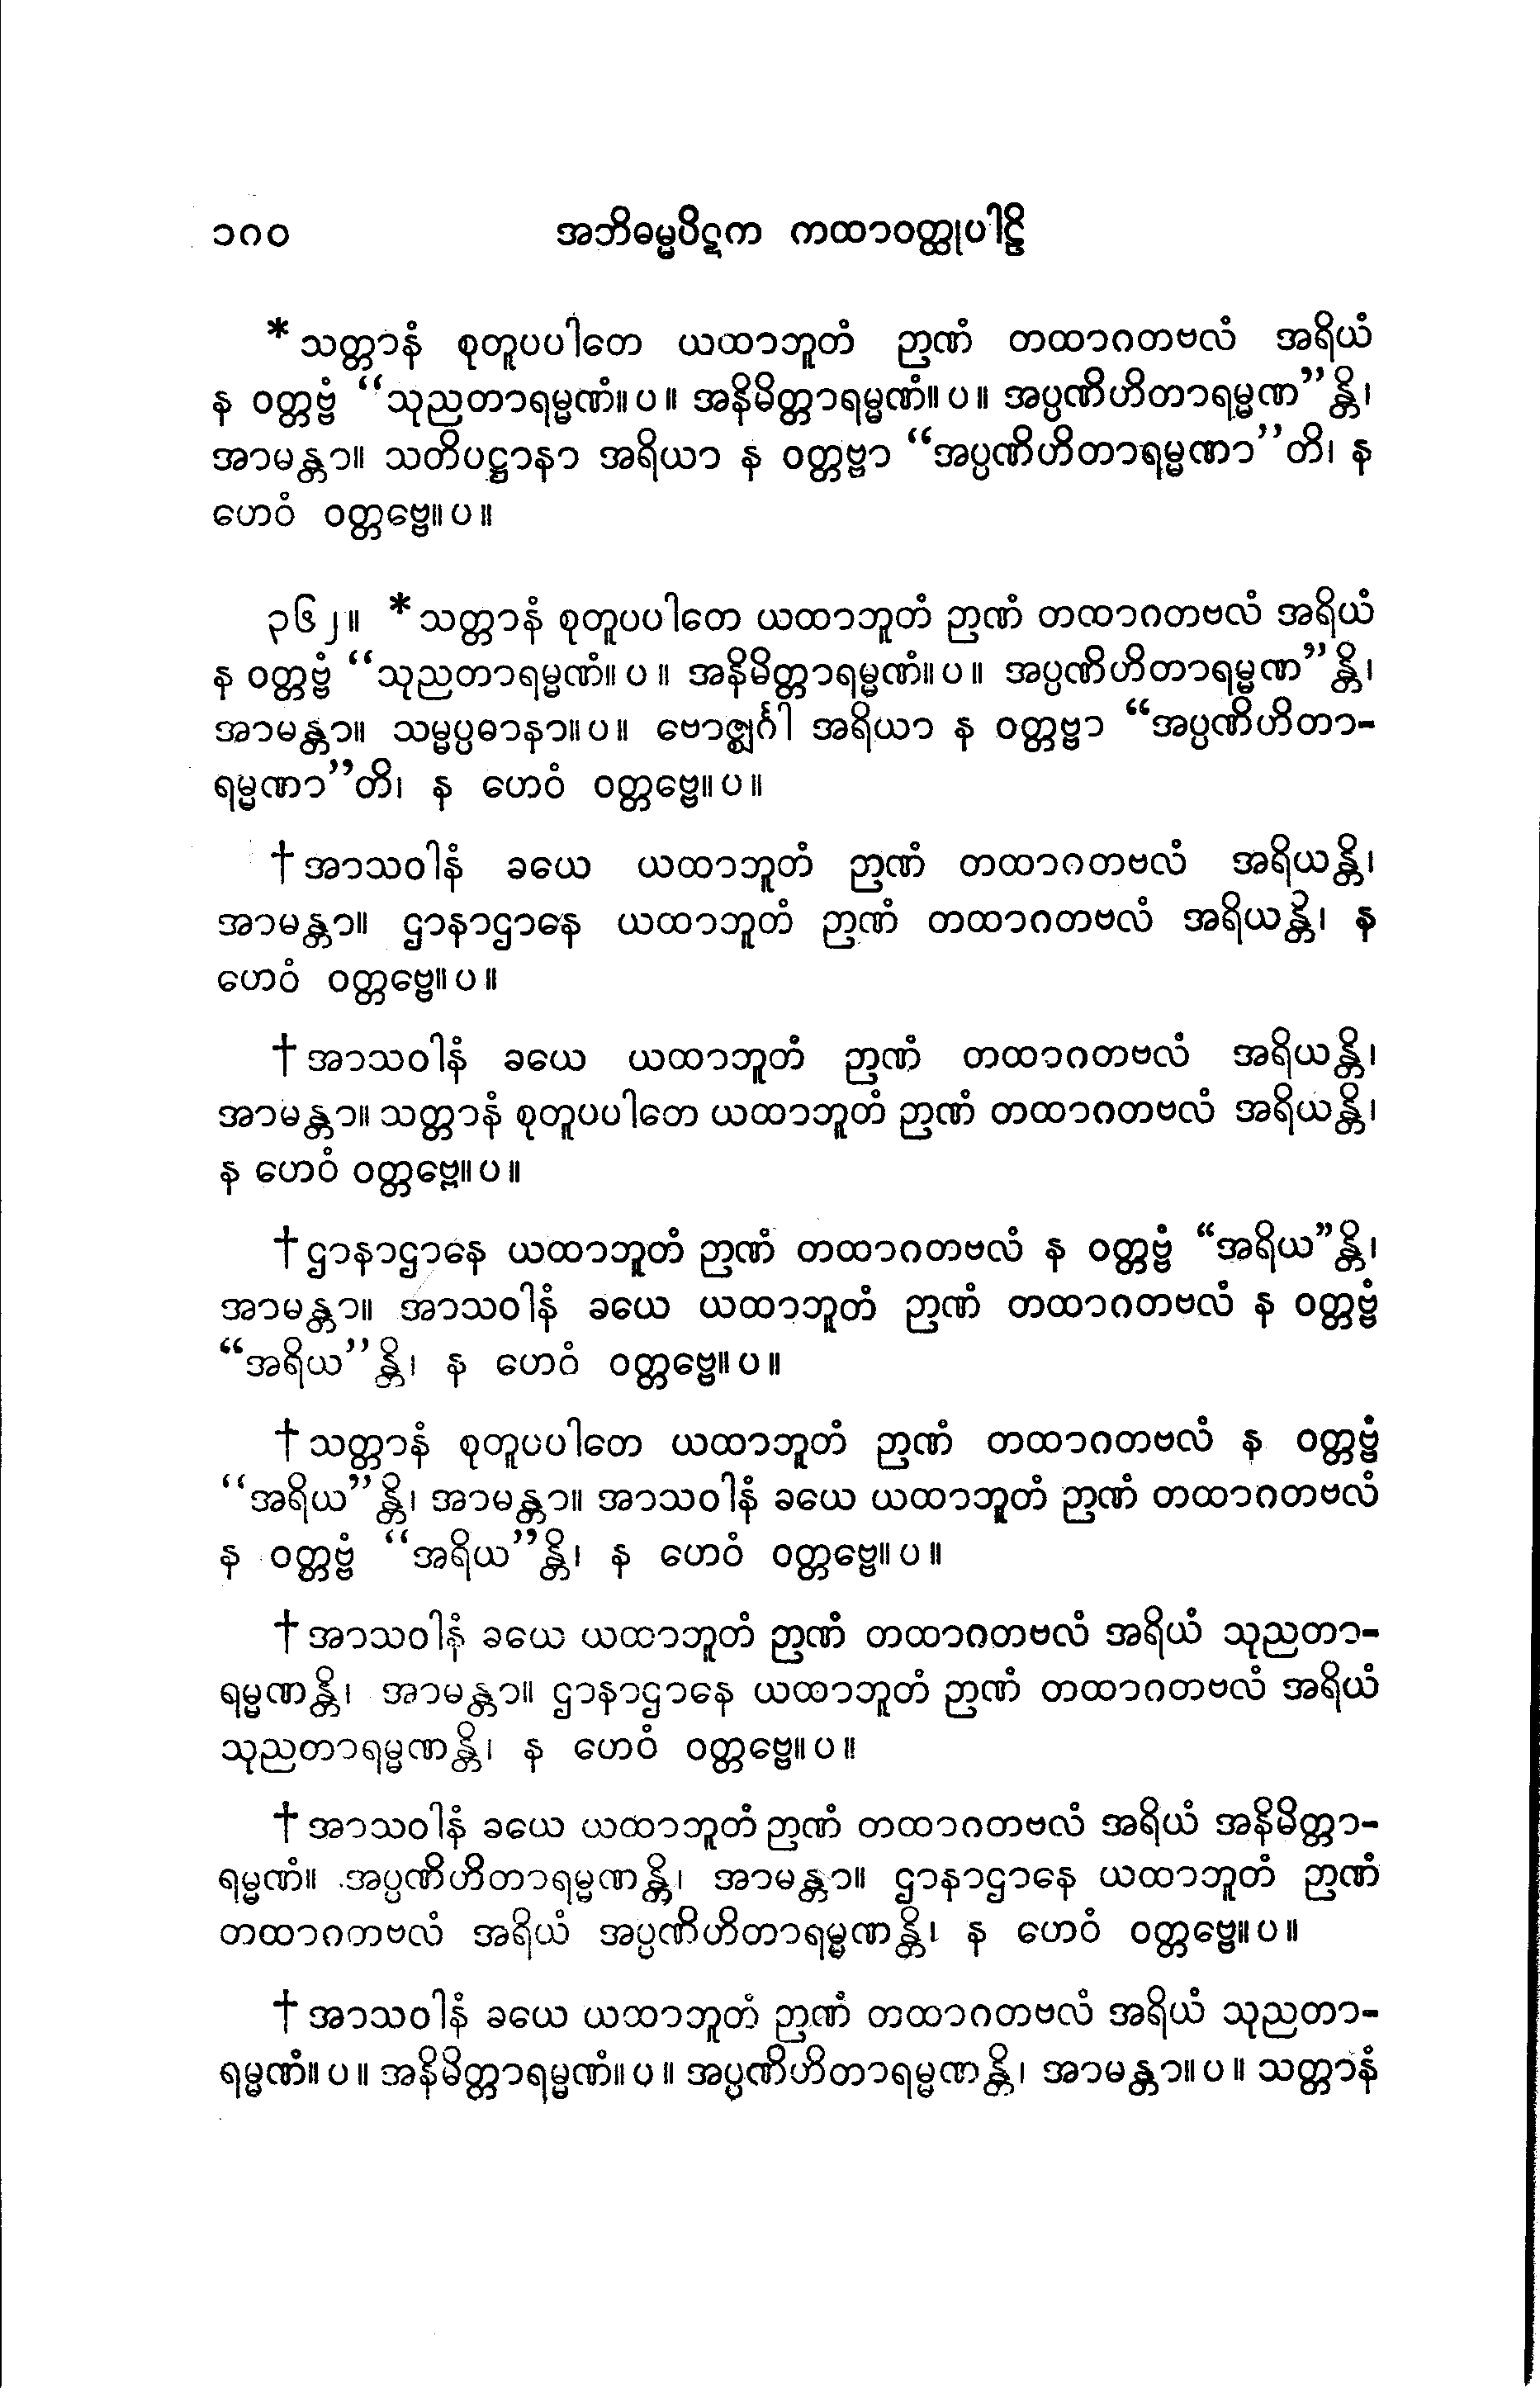 ၁၈၀ အဘိဓမ္မပိဋက ကထာဝတ္ထုပါဠိ
*သတ္တာနံ စုတူပပါတေ ယထာဘူတံ ဉာဏံ တထာဂတဗလံ အရိယံ
န ဝတ္တဗ္ဗံ “သုညတာရမ္မဏံ။ပ။ အနိမိတ္တာရမ္မဏံ။ပ။ အပ္ပဏိဟိတာရမ္မဏ”န္တိ၊
အာမန္တာ။ သတိပဋ္ဌာနာ အရိယာ န ဝတ္တဗ္ဗာ “အပ္ပဏိဟိတာရမ္မဏာ”တိ၊ န
ဟေဝံ ဝတ္တဗ္ဗေ။ပ။
၃၆၂။ *သတ္တာနံ စုတူပပါတေ ယထာဘူတံ ဉာဏံ တထာဂတဗလံ အရိယံ
န ဝတ္တဗ္ဗံ “သုညတာရမ္မဏံ။ပ။ အနိမိတ္တာရမ္မဏံ။ပ။ အပ္ပဏိဟိတာရမ္မဏ”န္တိ၊
အာမန္တာ။ သမ္မပ္ပဓာနာ။ပ။ ဗောဇ္ဈင်္ဂါ အရိယာ န ဝတ္တဗ္ဗာ “အပ္ပဏိဟိတာ-
ရမ္မဏာ”တိ၊ န ဟေဝံ ဝတ္တဗ္ဗေ။ပ။
†အာသဝါနံ ခယေ ယထာဘူတံ ဉာဏံ တထာဂတဗလံ အရိယန္တိ၊
အာမန္တာ။ ဌာနာဌာနေ ယထာဘူတံ ဉာဏံ တထာဂတဗလံ အရိယန္တိ၊ န
ဟေဝံ ဝတ္တဗ္ဗေ။ပ။
†အာသဝါနံ ခယေ ယထာဘူတံ ဉာဏံ တထာဂတဗလံ အရိယန္တိ၊
အာမန္တာ။ သတ္တာနံ စုတူပပါတေ ယထာဘူတံ ဉာဏံ တထာဂတဗလံ အရိယန္တိ၊
န ဟေဝံ ဝတ္တဗ္ဗေ။ပ။
†ဌာနာဌာနေ ယထာဘူတံ ဉာဏံ တထာဂတဗလံ န ဝတ္တဗ္ဗံ “အရိယ”န္တိ၊
အာမန္တာ။ အာသဝါနံ ခယေ ယထာဘူတံ ဉာဏံ တထာဂတဗလံ န ဝတ္တဗ္ဗံ
“အရိယ”န္တိ၊ န ဟေဝံ ဝတ္တဗ္ဗေ။ပ။
†သတ္တာနံ စုတူပပါတေ ယထာဘူတံ ဉာဏံ တထာဂတဗလံ န ဝတ္တဗ္ဗံ
“အရိယ”န္တိ၊ အာမန္တာ။ အာသဝါနံ ခယေ ယထာဘူတံ ဉာဏံ တထာဂတဗလံ
န ဝတ္တဗ္ဗံ “အရိယ”န္တိ၊ န ဟေဝံ ဝတ္တဗ္ဗေ။ပ။
†အာသဝါနံ ခယေ ယထာဘူတံ ဉာဏံ တထာဂတဗလံ အရိယံ သုညတာ-
ရမ္မဏန္တိ၊ အာမန္တာ။ ဌာနာဌာနေ ယထာဘူတံ ဉာဏံ တထာဂတဗလံ အရိယံ
သုညတာရမ္မဏန္တိ၊ န ဟေဝံ ဝတ္တဗ္ဗေ။ပ။
†အာသဝါနံ ခယေ ယထာဘူတံ ဉာဏံ တထာဂတဗလံ အရိယံ အနိမိတ္တာ-
ရမ္မဏံ။ အပ္ပဏိဟိတာရမ္မဏန္တိ၊ အာမန္တာ။ ဌာနာဌာနေ ယထာဘူတံ ဉာဏံ
တထာဂတဗလံ အရိယံ အပ္ပဏိဟိတာရမ္မဏန္တိ၊ န ဟေဝံ ဝတ္တဗ္ဗေ။ပ။
†အာသဝါနံ ခယေ ယထာဘူတံ ဉာဏံ တထာဂတဗလံ အရိယံ သုညတာ-
ရမ္မဏံ။ပ။ အနိမိတ္တာရမ္မဏံ။ပ။ အပ္ပဏိဟိတာရမ္မဏန္တိ၊ အာမန္တာ။ပ။ သတ္တာနံ